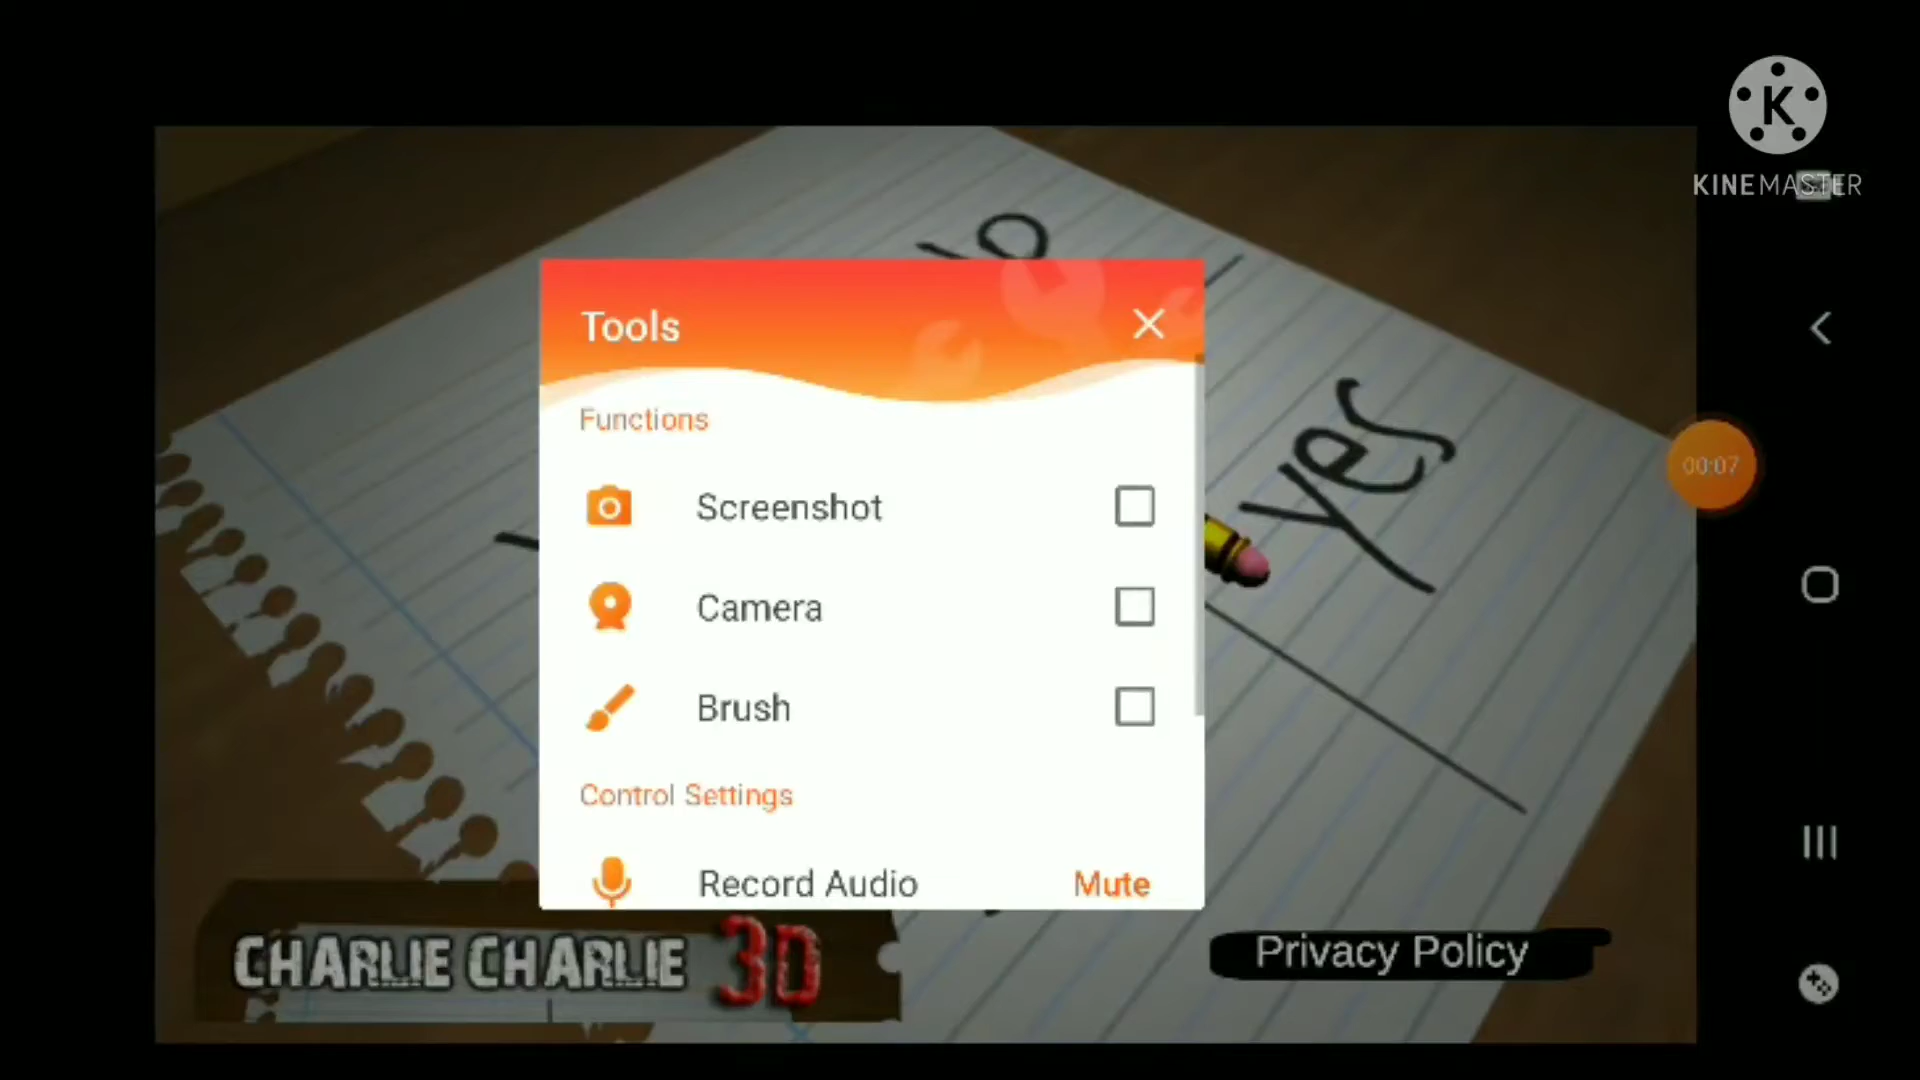 K
KINEMASTER
Tools
Functions
Screenshot
Camera
Brush
Control Settings
Record Audio Mute
yes
00:07
CHARLIE CHARLIE 3D
Privacy Policy